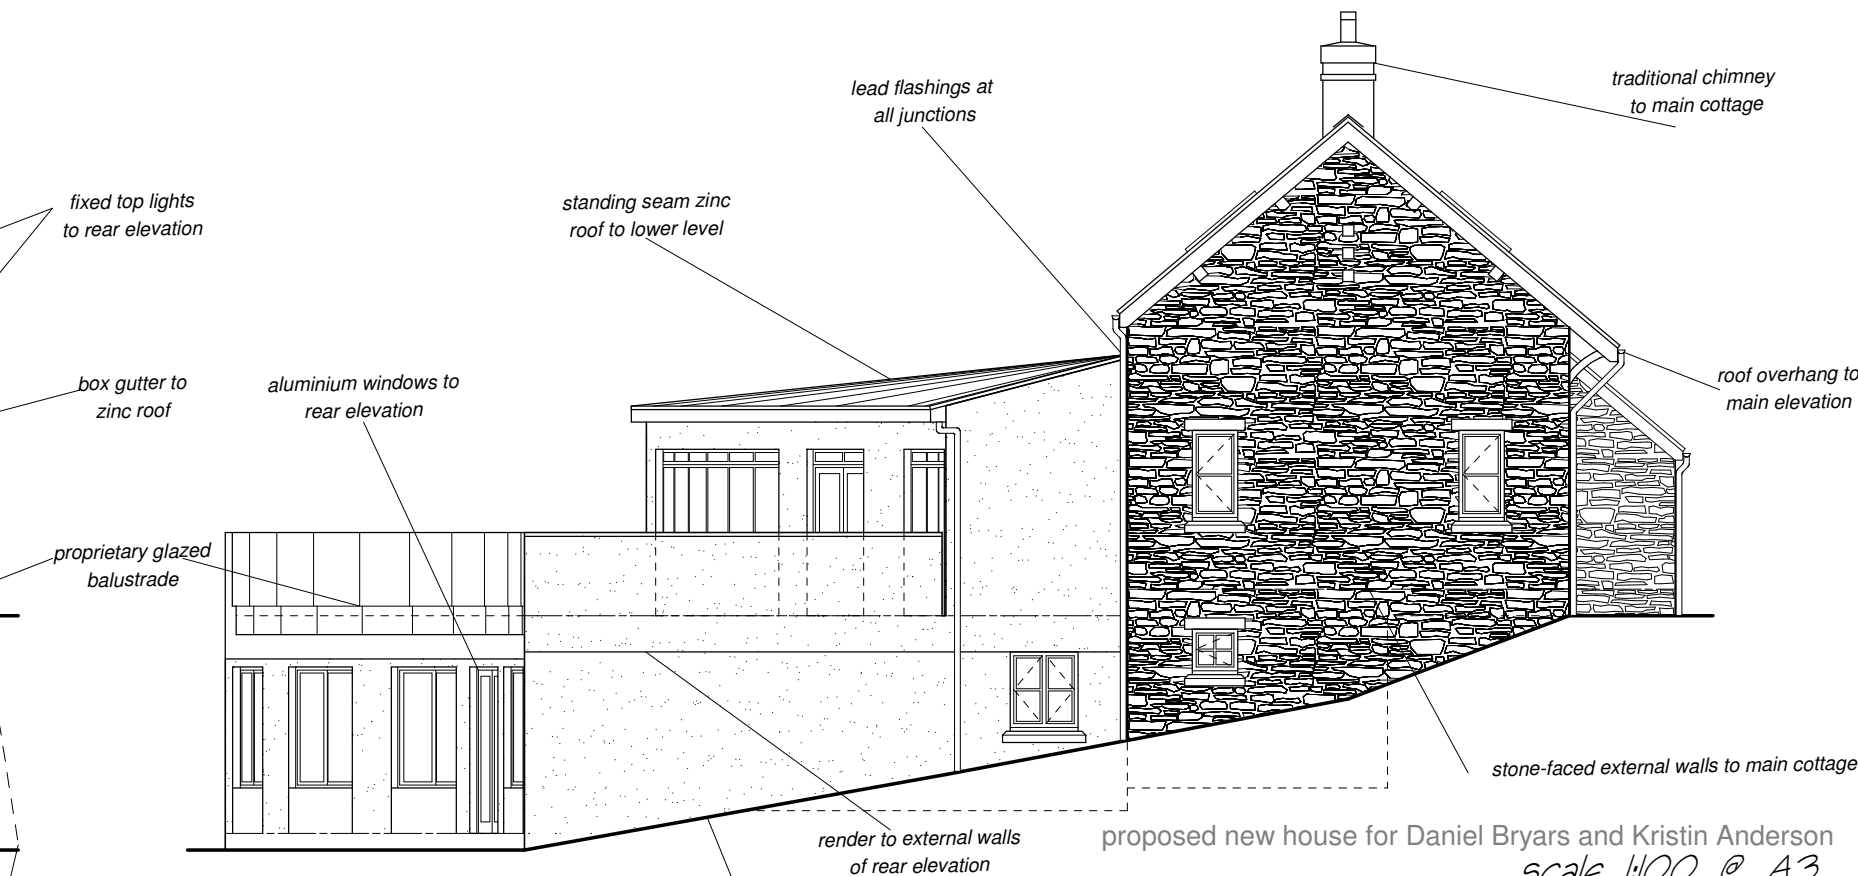 traditional chimney
to main cottage
lead flashings at
all junctions
fixed top lights
to rear elevation
standing seam zinc
roof to lower level
box gutter to
zinc roof
aluminium windows to
rear elevation
roof overhang to
main elevation
proprietary glazed
balustrade
stone-faced external walls to main cottage
render to external walls
of rear elevation
proposed new house for Daniel Bryars and Kristin Anderson
scale 1:100 @ A3